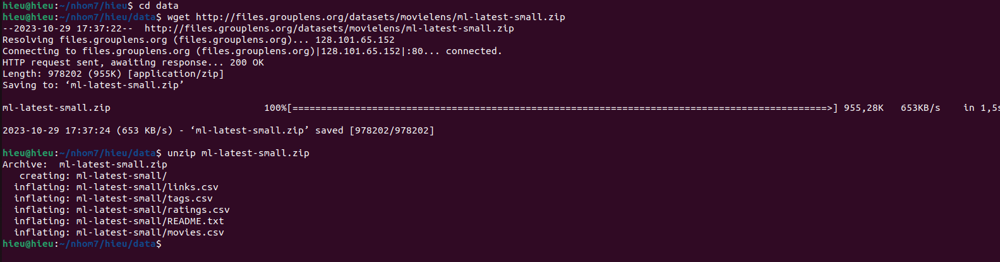 hieu@hieu:~/nhom7/hieu$ cd data
hieu@hieu:~/nhom7/hieu/data$ wget http://files.grouplens.org/datasets/movielens/ml-latest-small.zip
--2023-10-29 17:37:22--  http://files.grouplens.org/datasets/movielens/ml-latest-small.zip
Resolving files.grouplens.org (files.grouplens.org)... 128.101.65.152
Connecting to files.grouplens.org (files.grouplens.org)|128.101.65.152|:80... connected.
HTTP request sent, awaiting response... 200 OK
Length: 978202 (955K) [application/zip]
Saving to: ‘ml-latest-small.zip’
ml-latest-small.zip 100%[==============================================================================================>] 955,28K 653KB/s in 1,5s
2023-10-29 17:37:24 (653 KB/s) - ‘ml-latest-small.zip’ saved [978202/978202]
hieu@hieu:~/nhom7/hieu/data$ unzip ml-latest-small.zip
Archive:  ml-latest-small.zip
   creating: ml-latest-small/
  inflating: ml-latest-small/links.csv
  inflating: ml-latest-small/tags.csv
  inflating: ml-latest-small/ratings.csv
  inflating: ml-latest-small/README.txt
  inflating: ml-latest-small/movies.csv
hieu@hieu:~/nhom7/hieu/data$